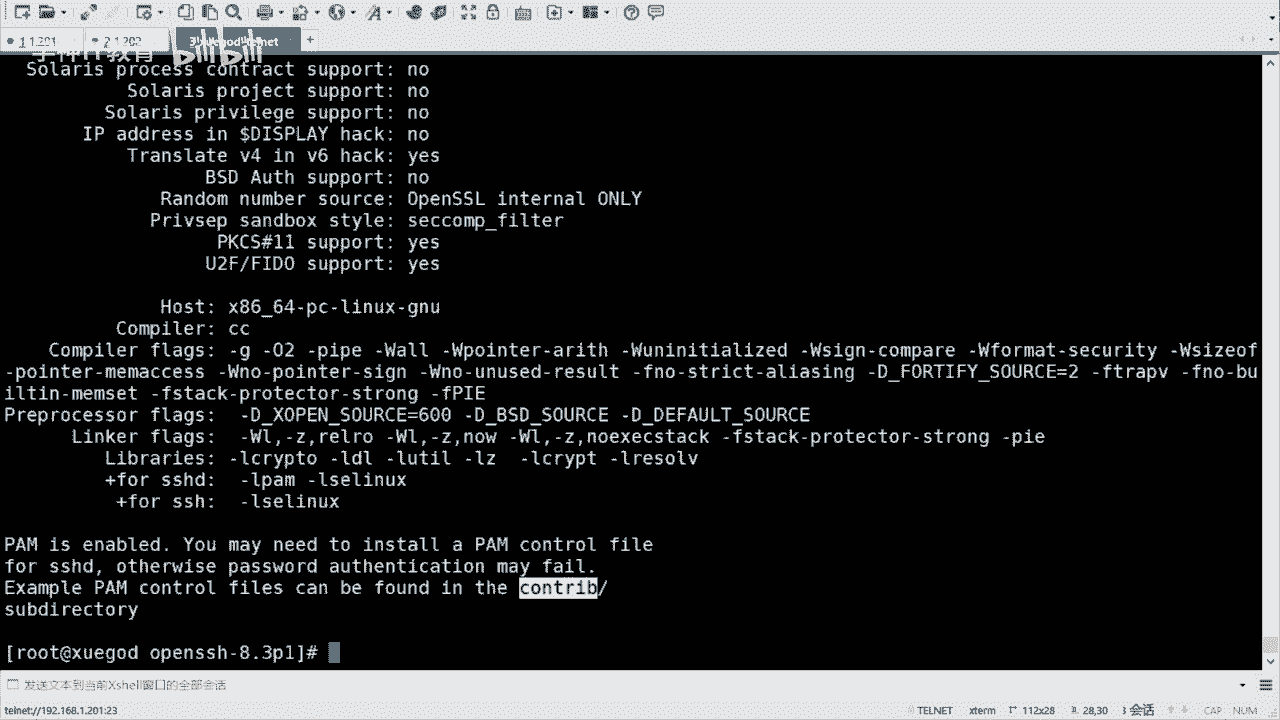 1 1.201
2 1.202
3 xuegod telnet
bilibili
Solaris process contract support: no
Solaris project support: no
Solaris privilege support: no
IP address in $DISPLAY hack: no
Translate v4 in v6 hack: yes
BSD Auth support: no
Random number source: OpenSSL internal ONLY
Privsep sandbox style: seccomp_filter
PKCS#11 support: yes
U2F/FIDO support: yes
Host: x86_64-pc-linux-gnu
Compiler: cc
Compiler flags: -g -O2 -pipe -Wall -Wpointer-arith -Wuninitialized -Wsign-compare -Wformat-security -Wsizeof
-pointer-memaccess -Wno-pointer-sign -Wno-unused-result -fno-strict-aliasing -D_FORTIFY_SOURCE=2 -ftrapv -fno-bu
iltin-memset -fstack-protector-strong -fPIE
Preprocessor flags:  -D_XOPEN_SOURCE=600 -D_BSD_SOURCE -D_DEFAULT_SOURCE
Linker flags:  -Wl,-z,relro -Wl,-z,now -Wl,-z,noexecstack -fstack-protector-strong -pie
Libraries: -lcrypto -ldl -lutil -lz  -lcrypt -lresolv
+for sshd:  -lpam -lselinux
+for ssh:  -lselinux
PAM is enabled. You may need to install a PAM control file
for sshd, otherwise password authentication may fail.
Example PAM control files can be found in the contrib/
subdirectory
[root@xuegod openssh-8.3p1]#
发送文本到当前Xshell窗口的全部会话
telnet://192.168.1.201:23
TELNET
xterm
112x28
28,30
3 会话
CAP
NUM